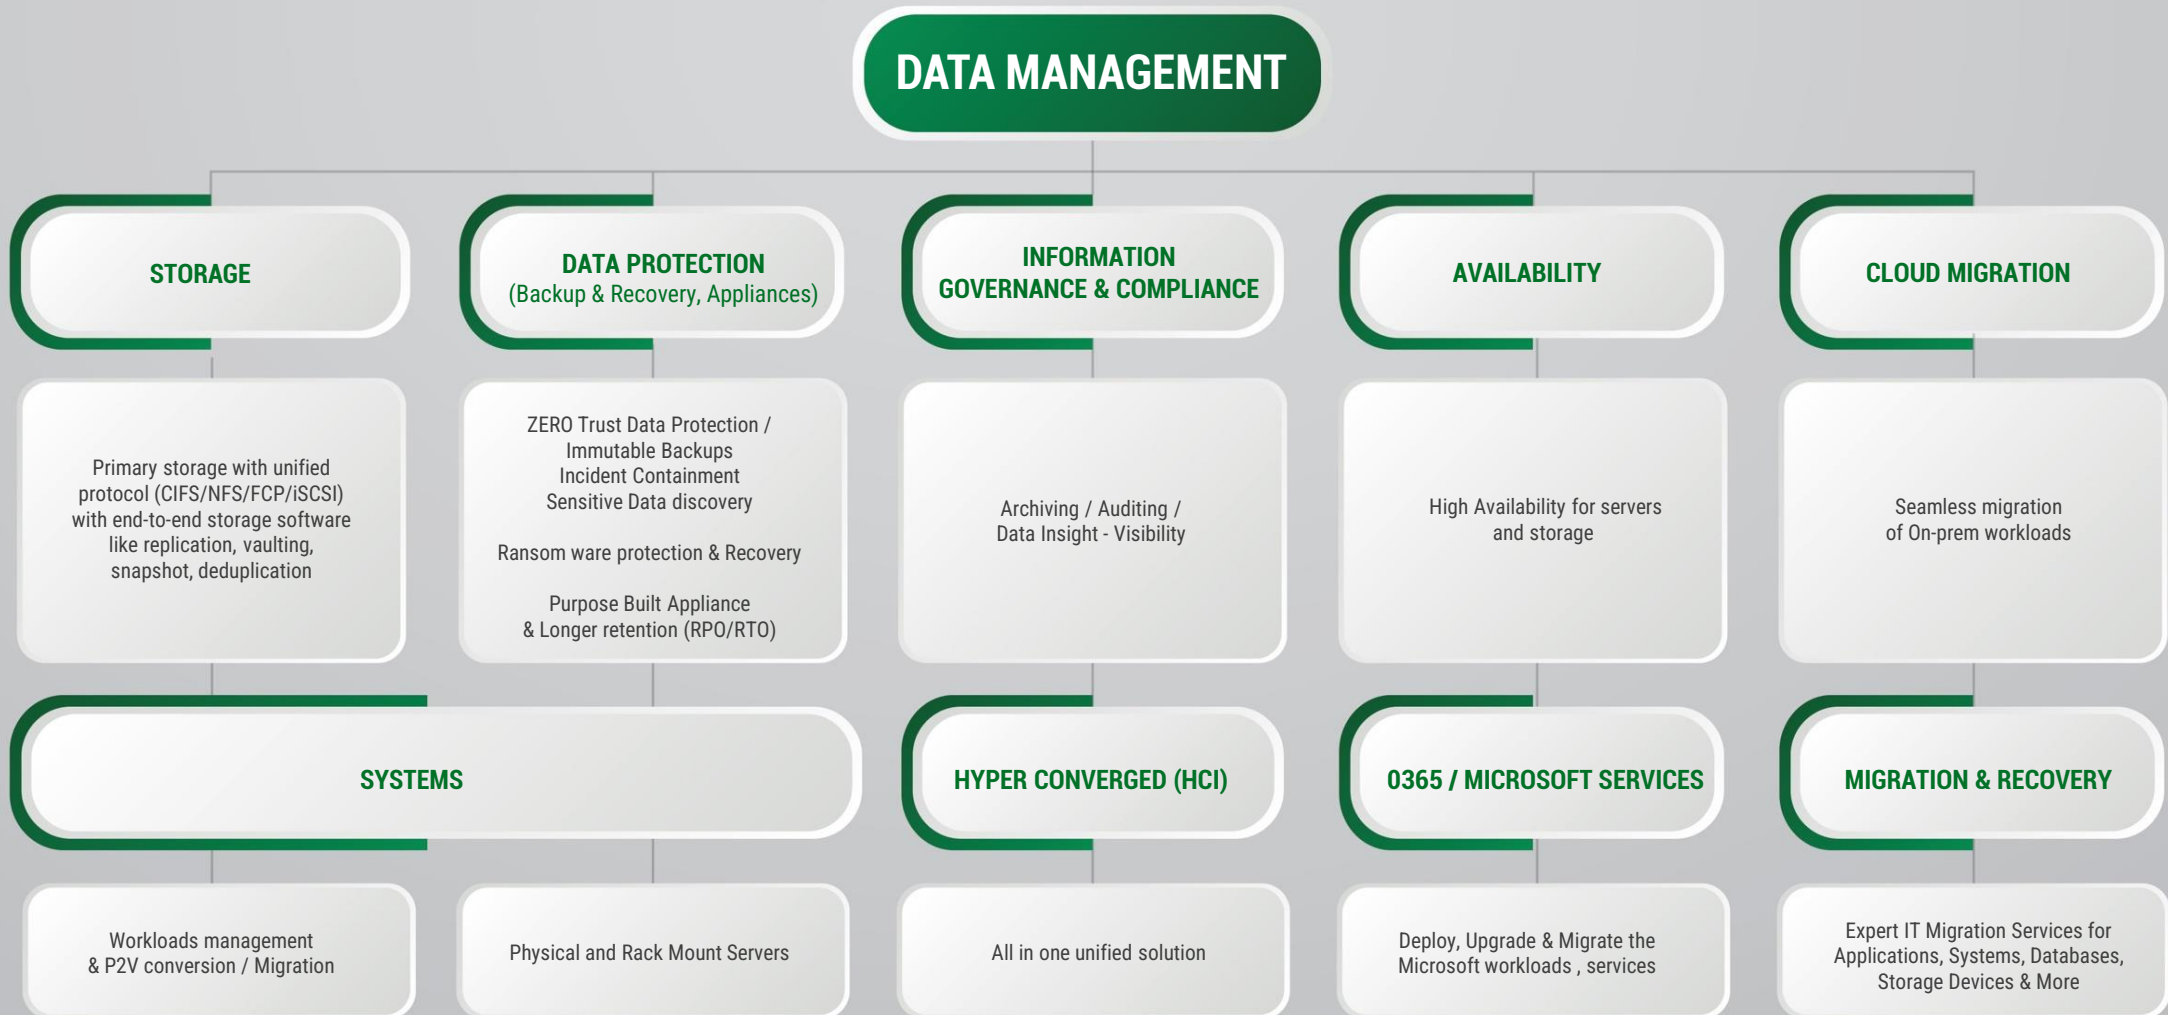 DATA MANAGEMENT
STORAGE
DATA PROTECTION
(Backup & Recovery, Appliances)
INFORMATION
GOVERNANCE & COMPLIANCE
AVAILABILITY
CLOUD MIGRATION
Primary storage with unified
protocol (CIFS/NFS/FCP/iSCSI)
with end-to-end storage software
like replication, vaulting,
snapshot, deduplication
ZERO Trust Data Protection /
Immutable Backups
Incident Containment
Sensitive Data discovery
Ransom ware protection & Recovery
Purpose Built Appliance
& Longer retention (RPO/RTO)
Archiving / Auditing /
Data Insight - Visibility
High Availability for servers
and storage
Seamless migration
of On-prem workloads
SYSTEMS
HYPER CONVERGED (HCI)
0365 / MICROSOFT SERVICES
MIGRATION & RECOVERY
Workloads management
& P2V conversion / Migration
Physical and Rack Mount Servers
All in one unified solution
Deploy, Upgrade & Migrate the
Microsoft workloads , services
Expert IT Migration Services for
Applications, Systems, Databases,
Storage Devices & More